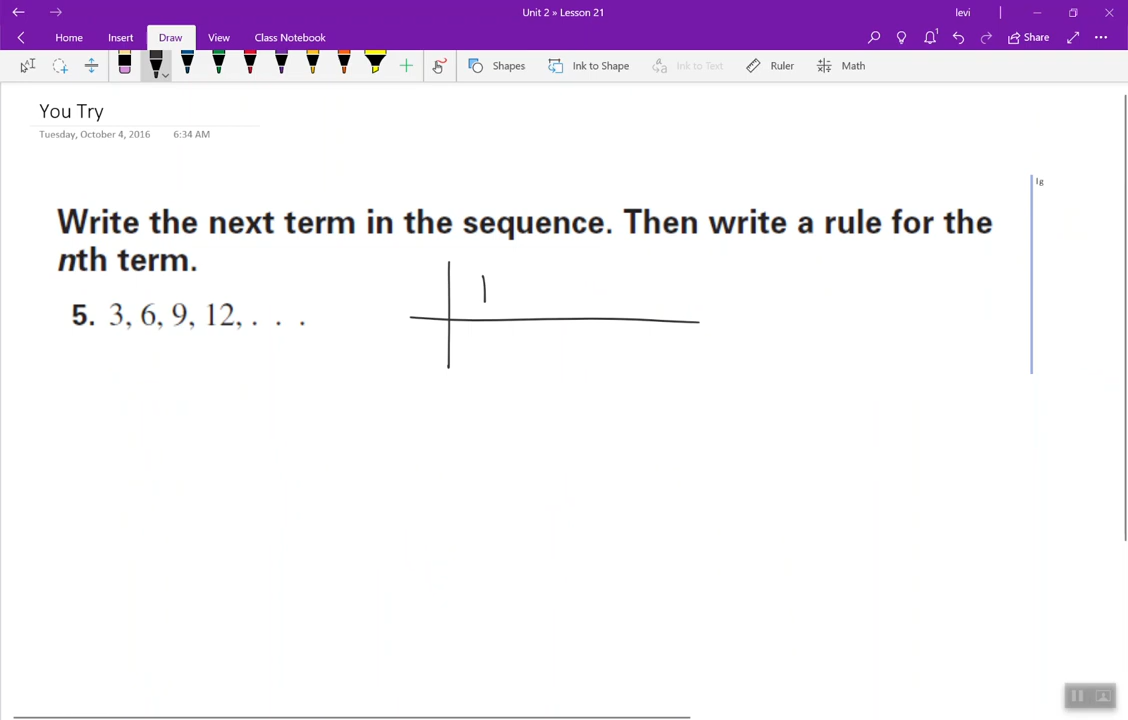 Unit 2 » Lesson 21
levi
Home Insert Draw View Class Notebook
1
Share
Shapes Ink to Shape Ink to Text Ruler Math
You Try
Tuesday, October 4, 2016 6:34 AM
lg
Write the next term in the sequence. Then write a rule for the
nth term.
1
5. 3, 6, 9, 12, . . .